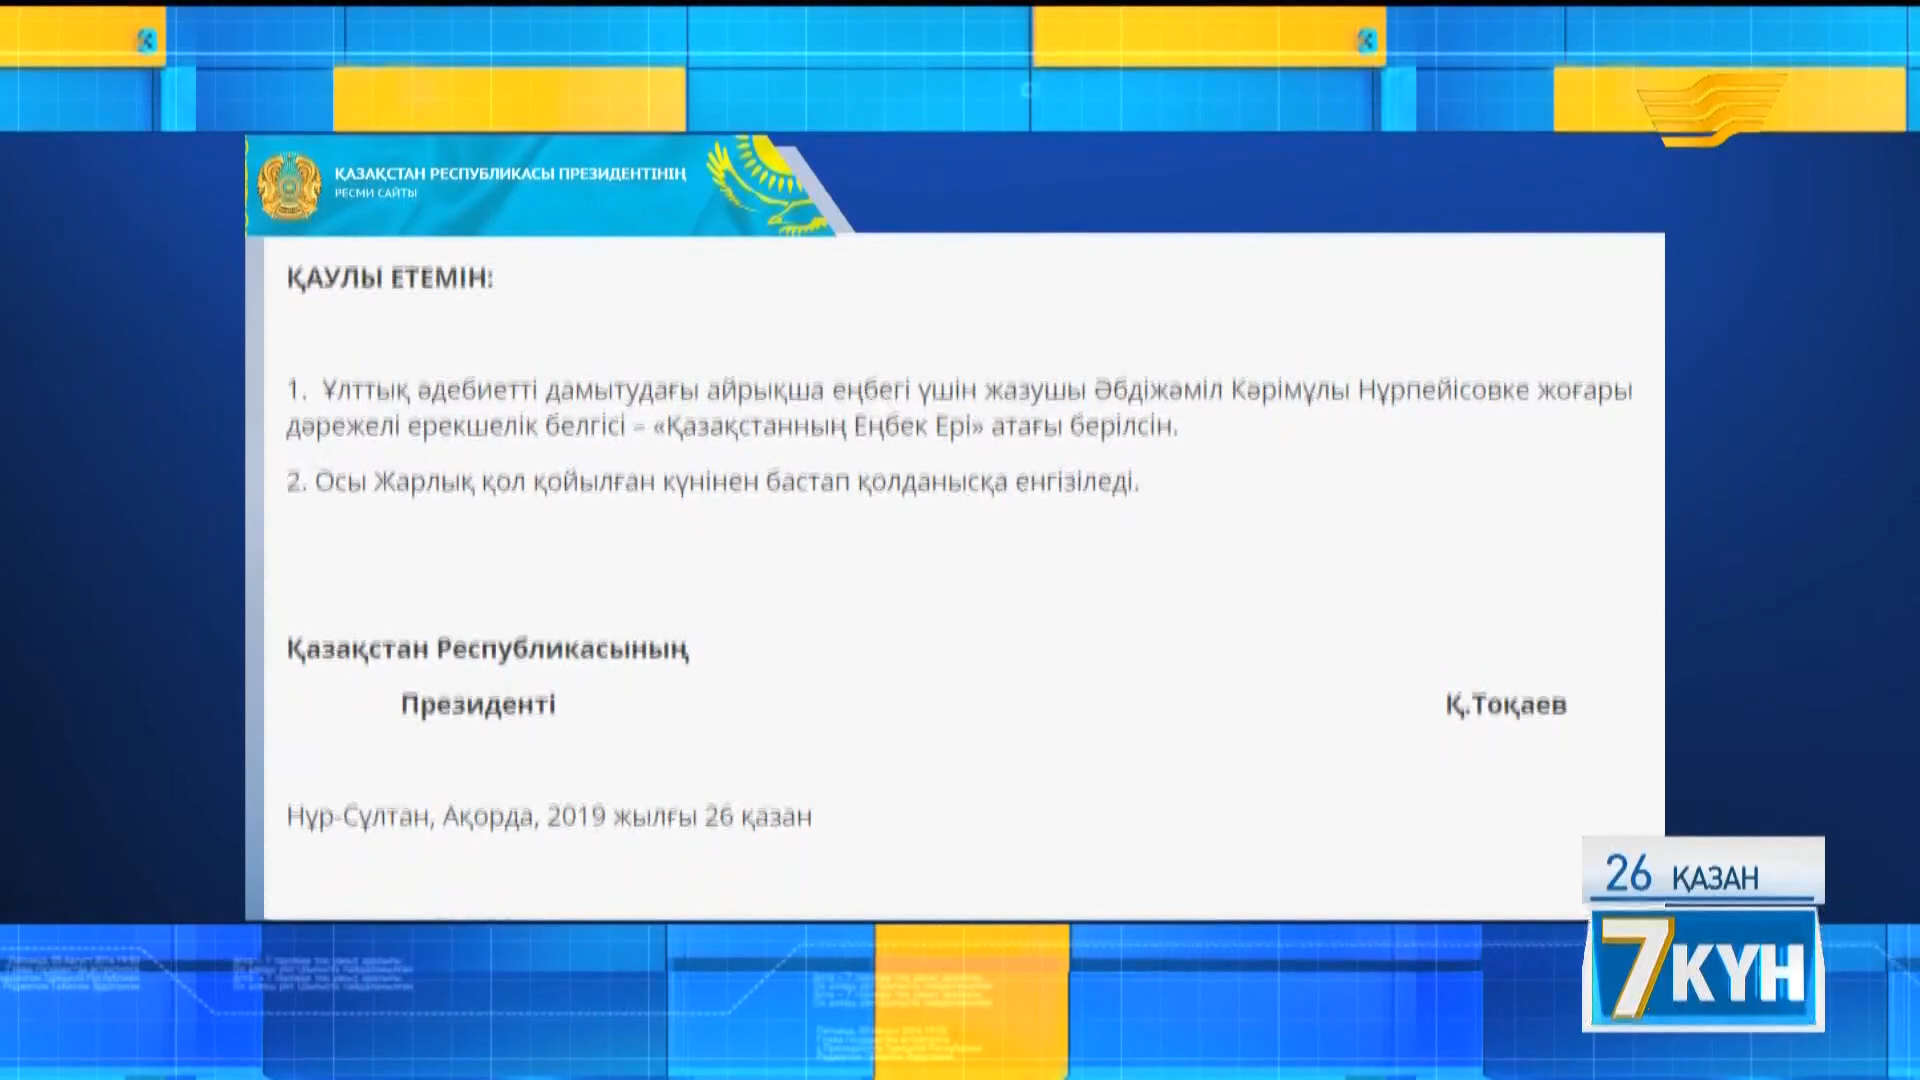 ҚАЗАҚСТАН РЕСПУБЛИКАСЫ ПРЕЗИДЕНТІНІҢ
РЕСМИ САЙТЫ
ҚАУЛЫ ЕТЕМІН:
1. Ұлттық әдебиетті дамытудағы айрықша еңбегі үшін жазушы Әбдіжәміл Кәрімұлы Нұрпейісовке жоғары
дәрежелі ерекшелік белгісі – «Қазақстанның Еңбек Ері» атағы берілсін.
2. Осы Жарлық қол қойылған күнінен бастап қолданысқа енгізіледі.
Қазақстан Республикасының
Президенті Қ.Тоқаев
Нұр-Сұлтан, Ақорда, 2019 жылғы 26 қазан
26 ҚАЗАН
7КҮН